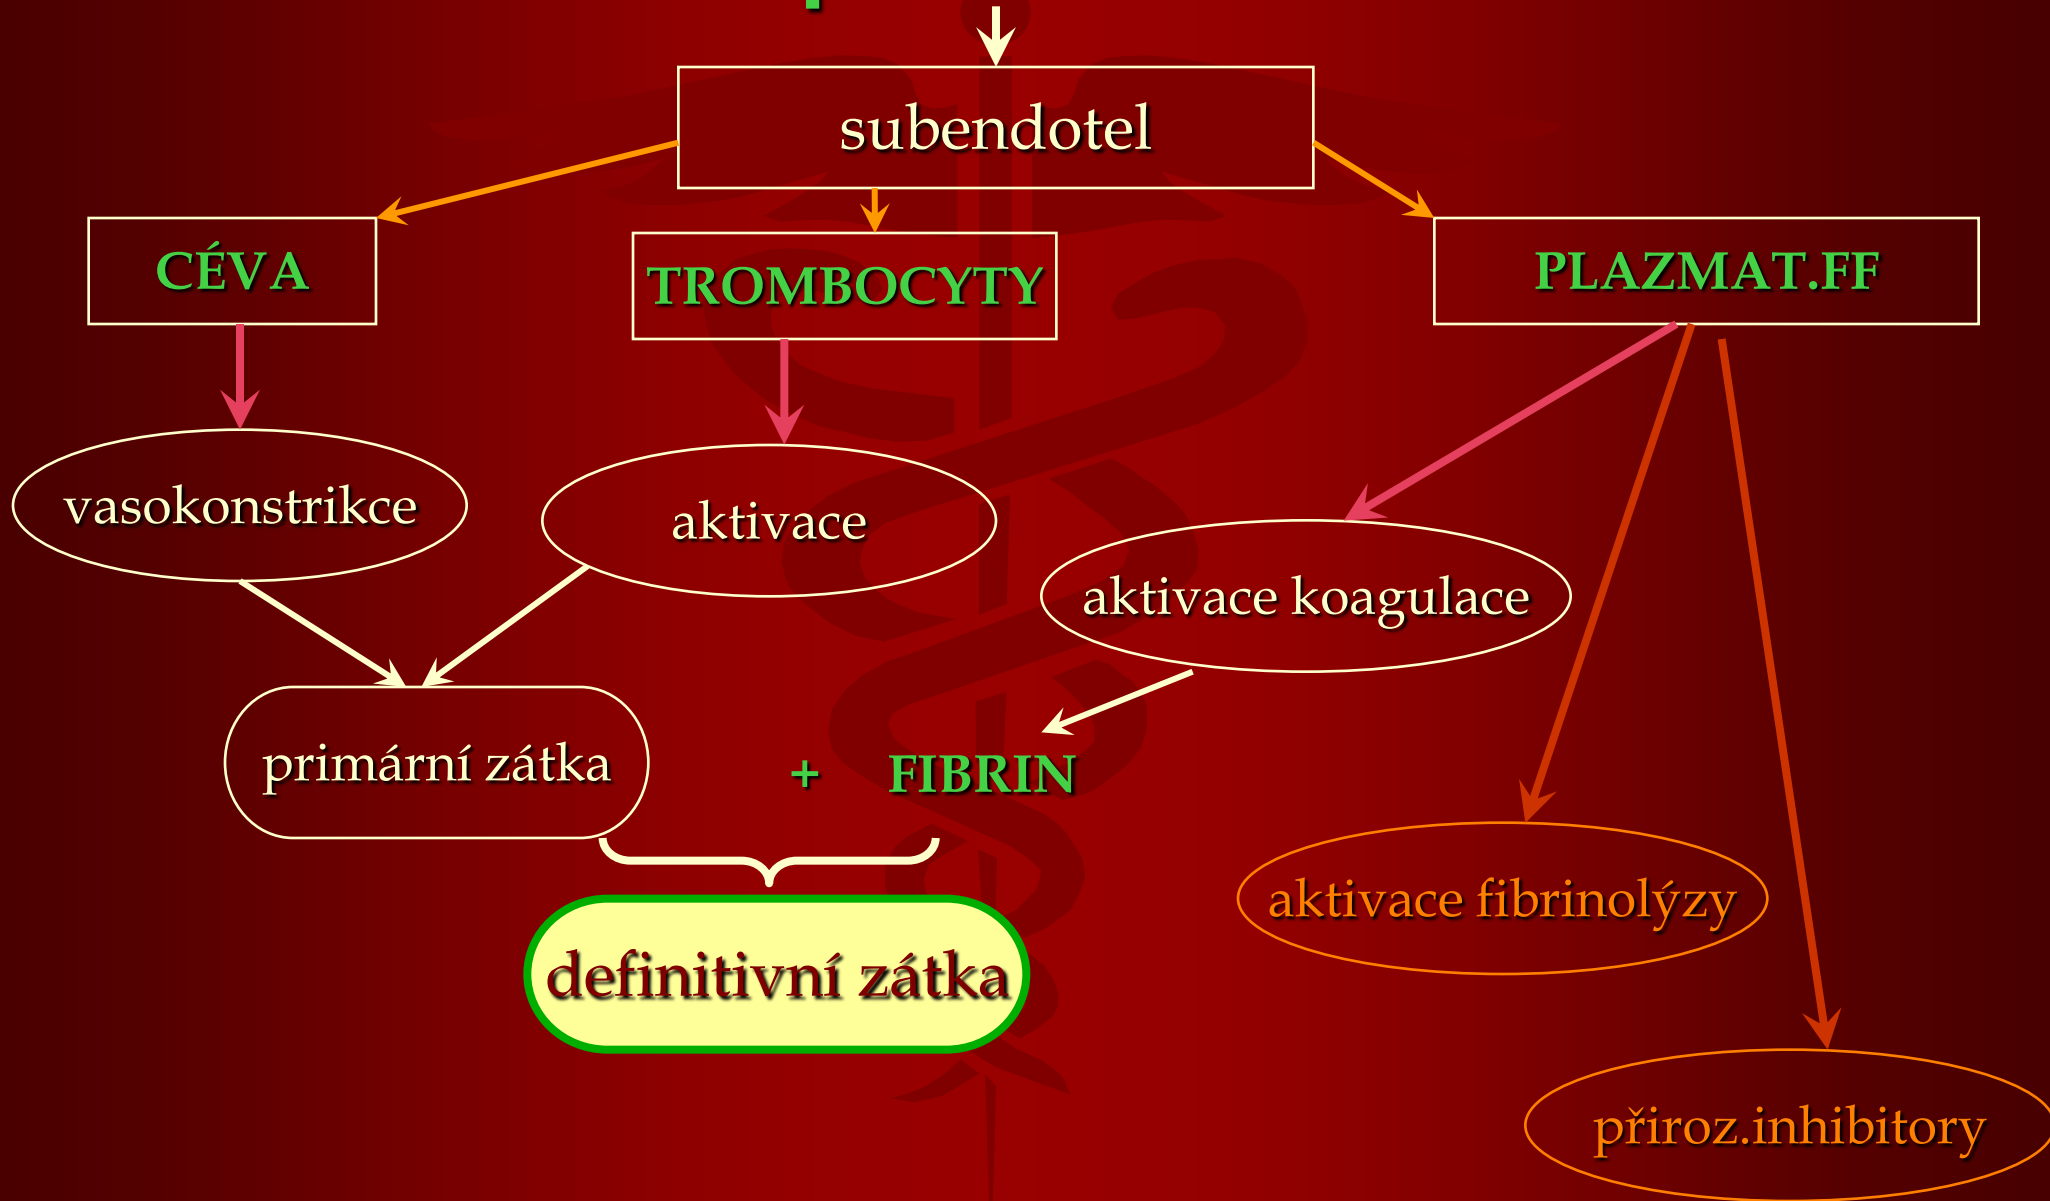 subendotel
CÉVA
TROMBOCYTY
PLAZMAT.FF
vasokonstrikce
aktivace
aktivace koagulace
primární zátka
+ FIBRIN
aktivace fibrinolýzy
definitivní zátka
přiroz.inhibitory